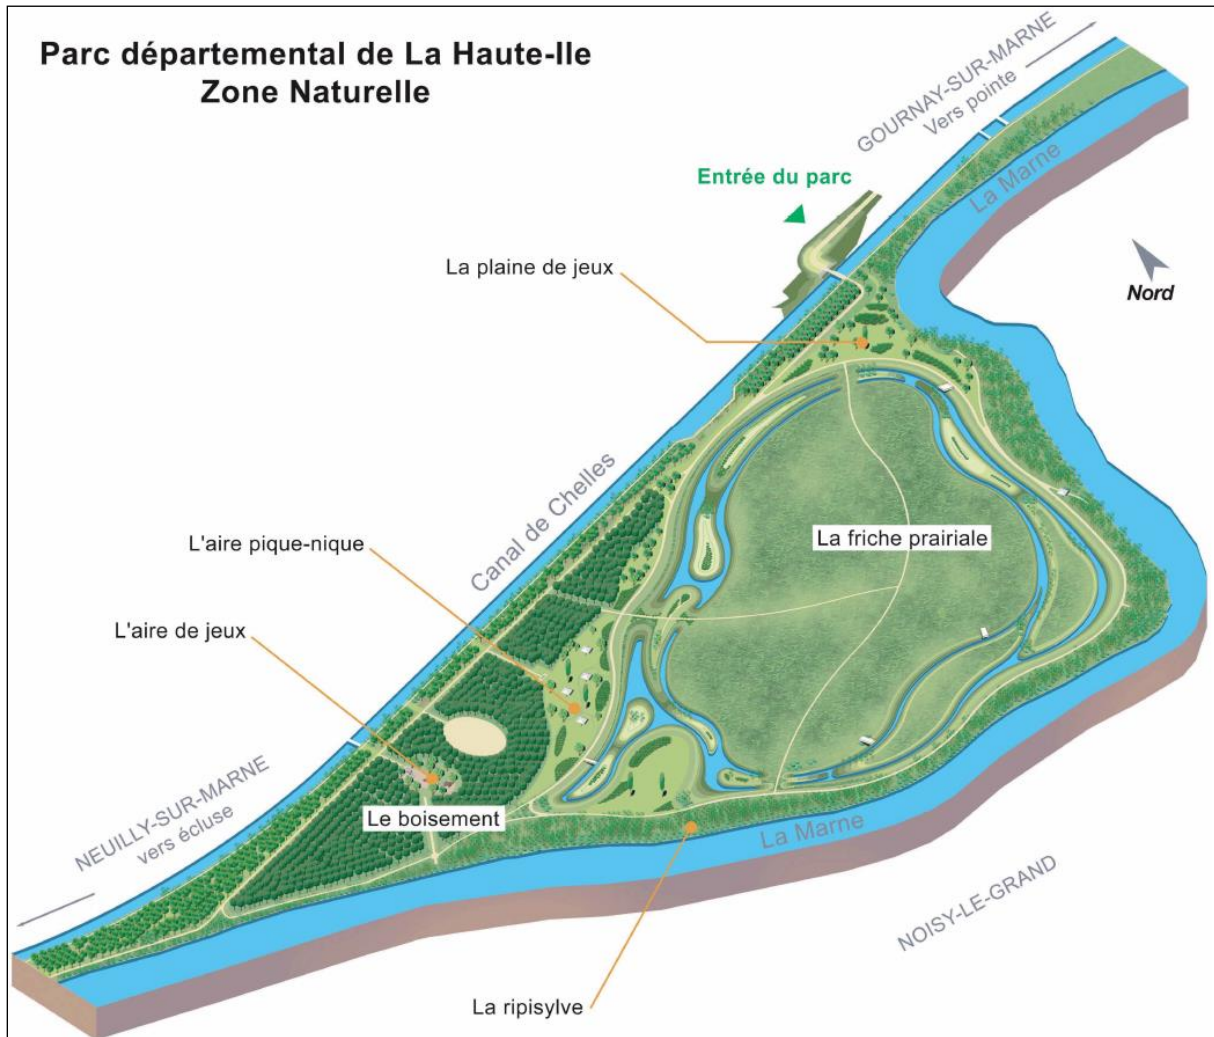 Parc départemental de La Haute-Ile
Zone Naturelle
GOURNAY-SUR-MARNE
Vers pointe
La Marne
Entrée du parc
Nord
La plaine de jeux
Canal de Chelles
La friche prairiale
L'aire pique-nique
L'aire de jeux
NEUILLY-SUR-MARNE
vers écluse
Le boisement
La Marne
NOISY-LE-GRAND
La ripisylve